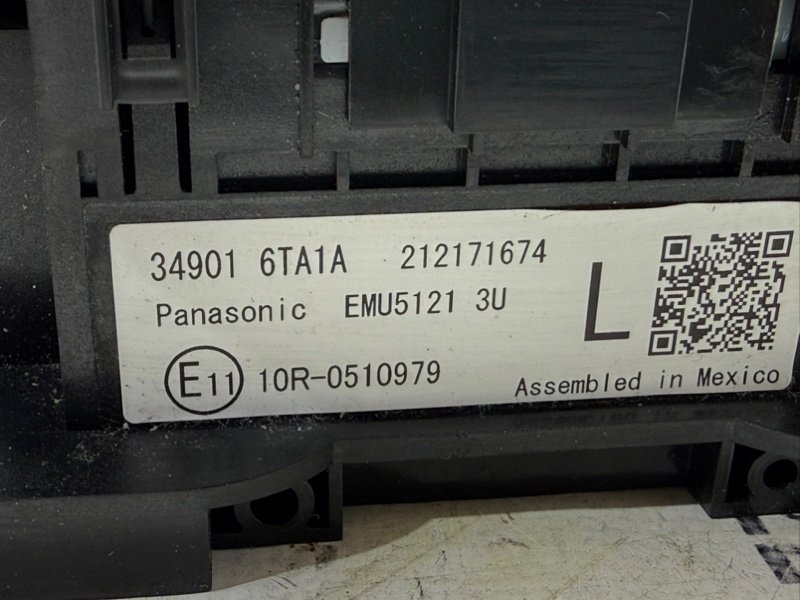 34901 6TA1A 212171674
Panasonic EMU5121 3U
L
E11 10R-0510979
Assembled in Mexico